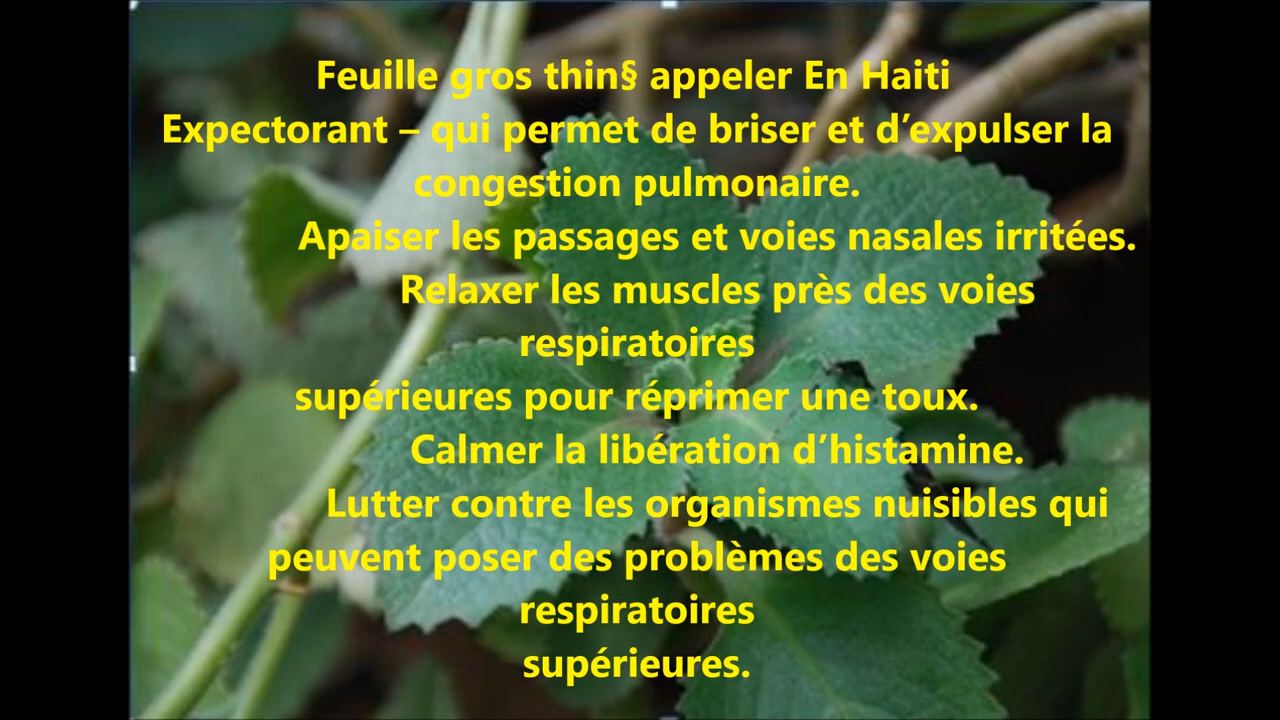 Feuille gros thin§ appeler En Haiti
Expectorant – qui permet de briser et d’expulser la
congestion pulmonaire.
Apaiser les passages et voies nasales irritées.
Relaxer les muscles près des voies
respiratoires
supérieures pour réprimer une toux.
Calmer la libération d’histamine.
Lutter contre les organismes nuisibles qui
peuvent poser des problèmes des voies
respiratoires
supérieures.